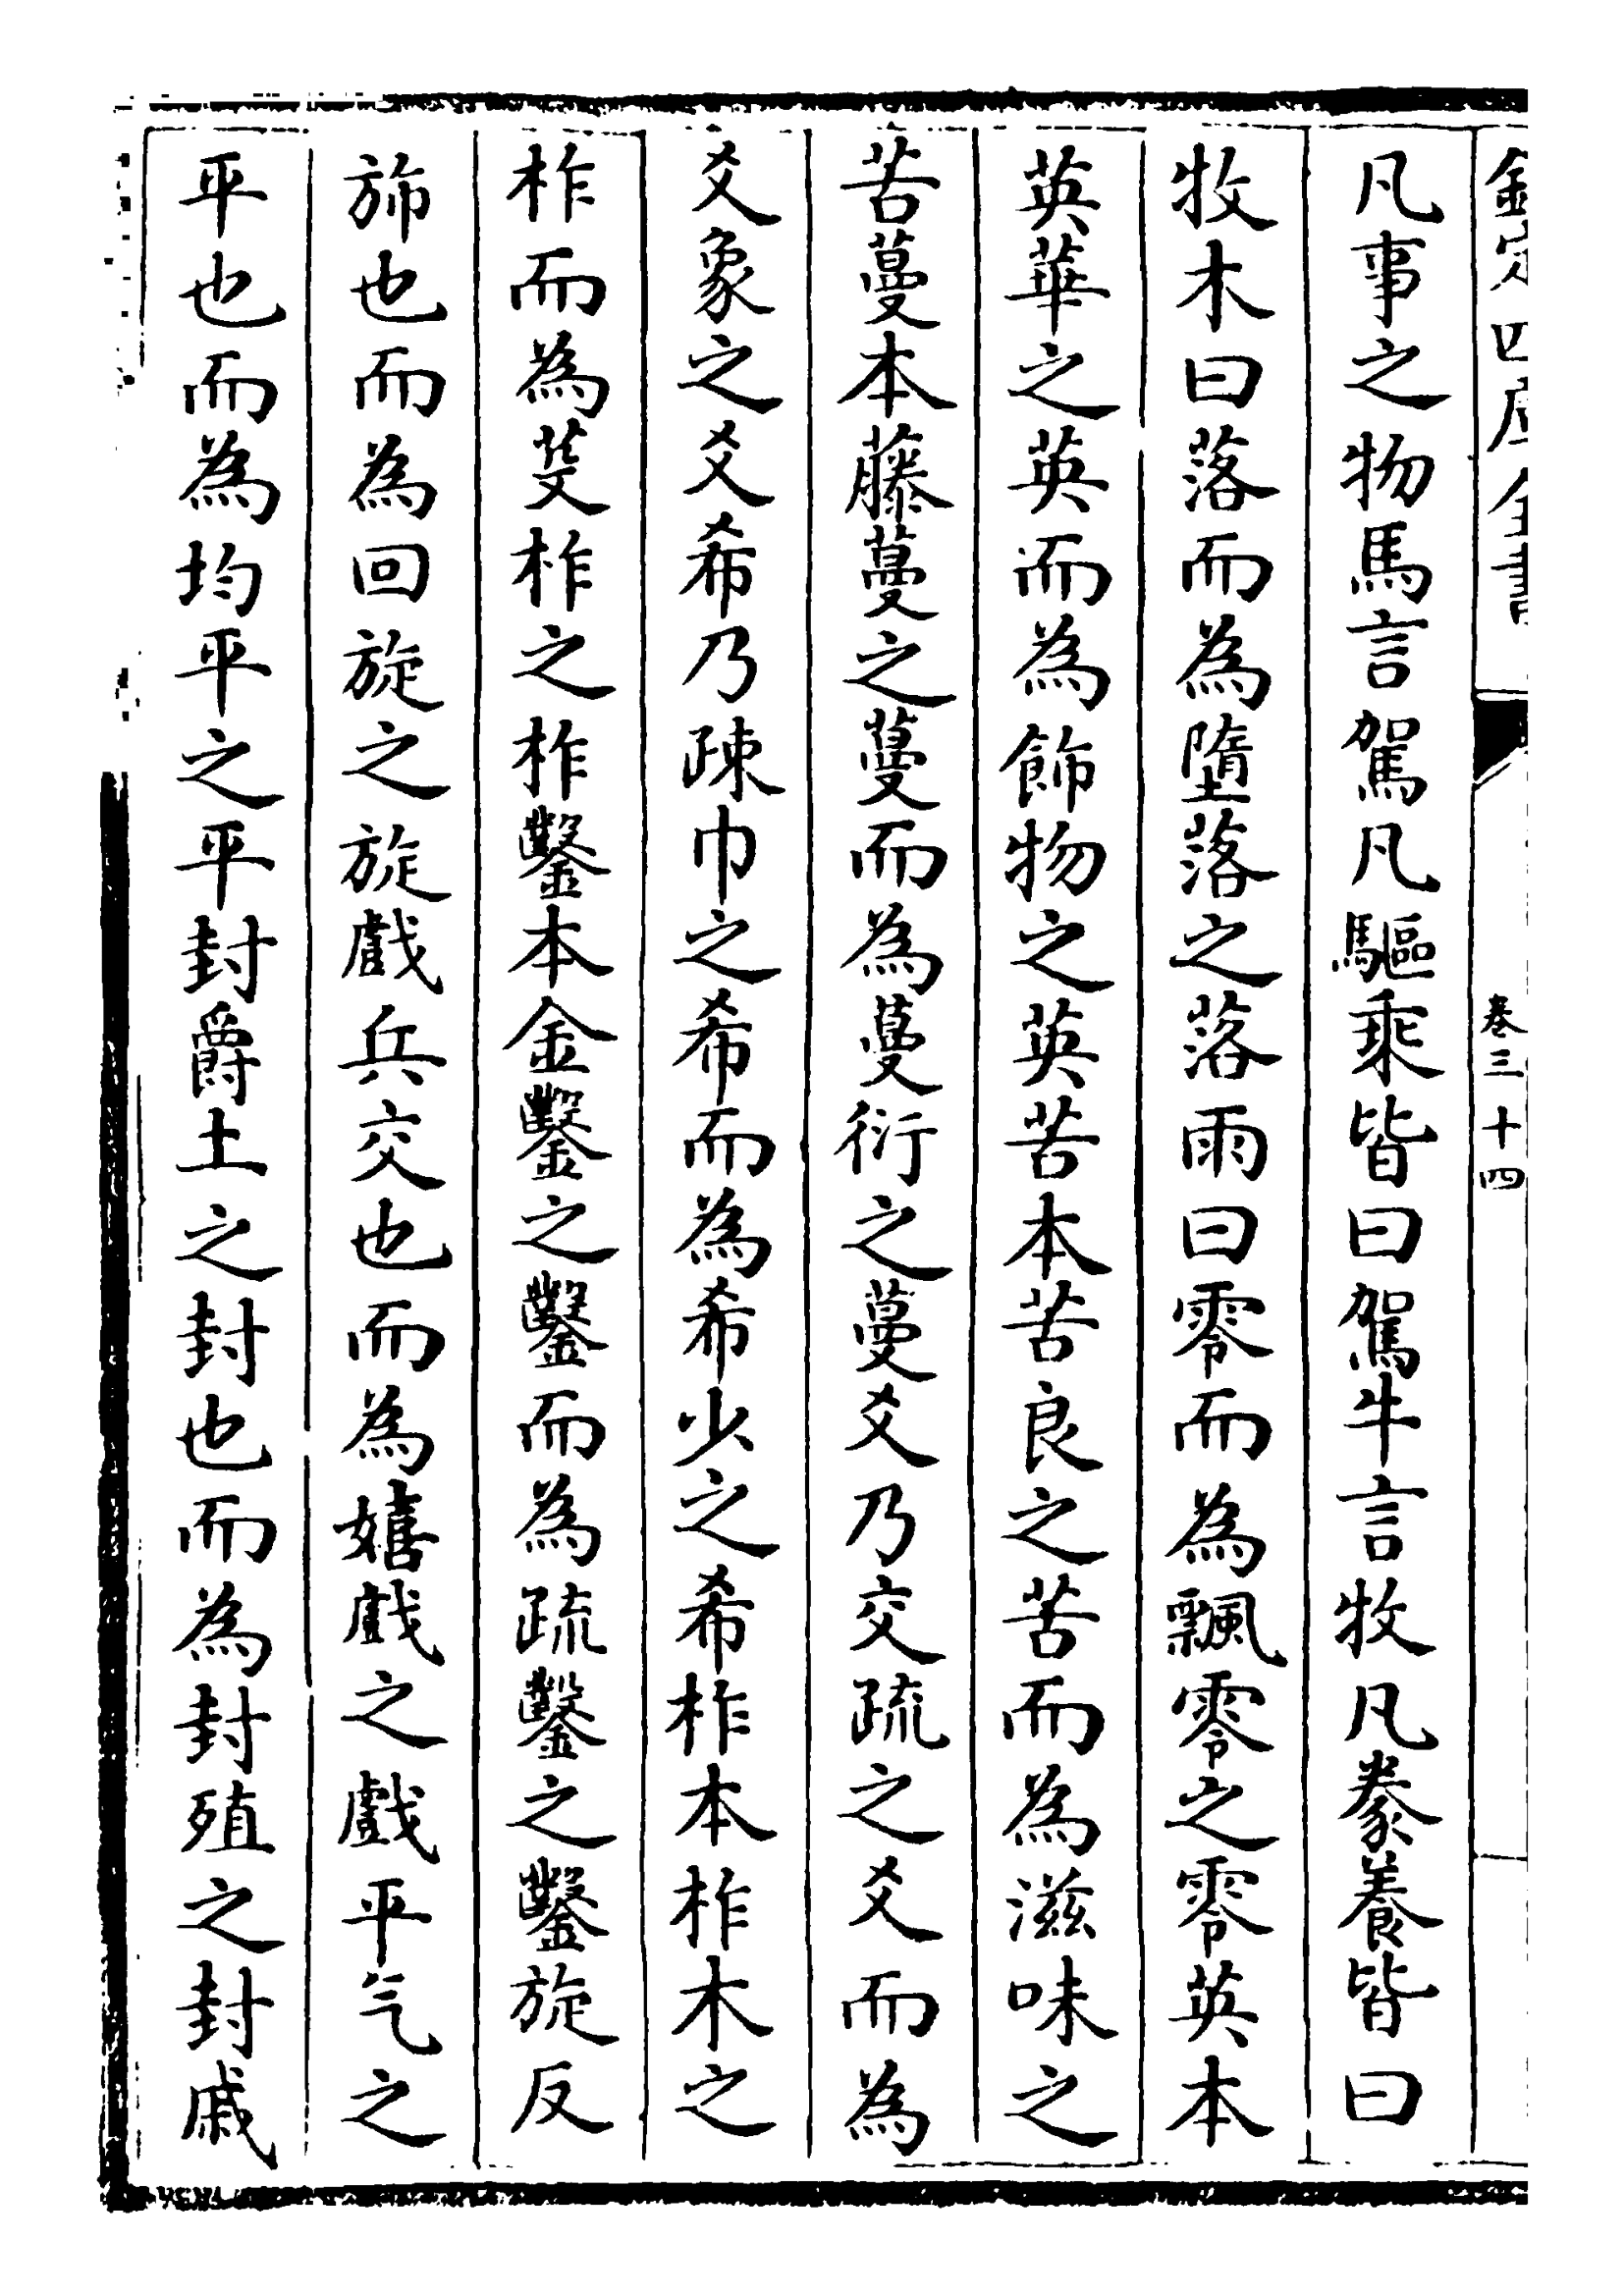 欽定四庫全書 卷三十四
凡事之物馬言駕凡驅乘皆曰駕牛言牧凡豢養皆曰
牧木曰落而為墮落之落雨曰零而為飄零之零英本
英華之英而為飾物之英苦本苦良之苦而為滋味之
苦蔓本藤蔓之蔓而為蔓衍之蔓爻乃交疏之爻而為
爻象之爻希乃疎巾之希而為希少之希柞本柞木之
柞而為芟柞之柞鑿本金鑿之鑿而為疏鑿之鑿旋反
斾也而為回旋之旋戲兵交也而為嬉戲之戲平气之
平也而為均平之平封爵土之封也而為封殖之封戚